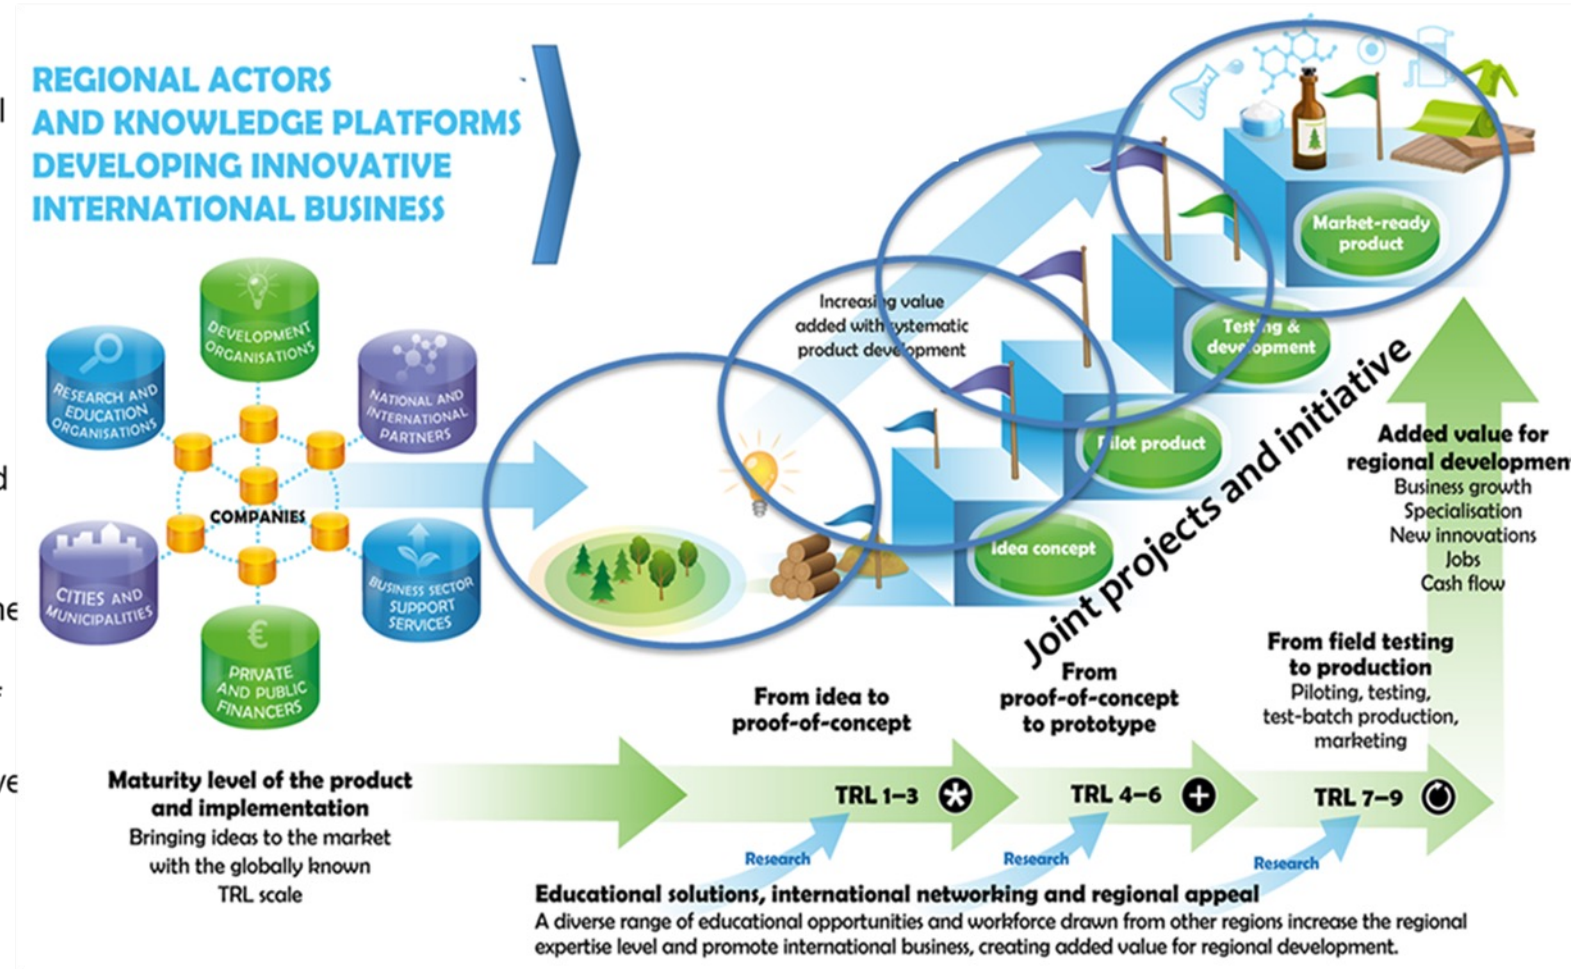 REGIONAL ACTORS
AND KNOWLEDGE PLATFORMS
DEVELOPING INNOVATIVE
INTERNATIONAL BUSINESS
DEVELOPMENT
ORGANISATIONS
RESEARCH AND
EDUCATION
ORGANISATIONS
NATIONAL AND
INTERNATIONAL
PARTNERS
COMPANIES
CITIES AND
MUNICIPALITIES
BUSINESS SECTOR
SUPPORT
SERVICES
€
PRIVATE
AND PUBLIC
FINANCERS
Increasing value
added with systematic
product development
Market-ready
product
Testing &
development
Pilot product
Idea concept
Joint projects and initiative
Added value for
regional developmen
Business growth
Specialisation
New innovations
Jobs
Cash flow
From idea to
proof-of-concept
From
proof-of-concept
to prototype
From field testing
to production
Piloting, testing,
test-batch production,
marketing
Maturity level of the product
and implementation
Bringing ideas to the market
with the globally known
TRL scale
TRL 1–3
TRL 4–6
TRL 7–9
Research
Research
Research
Educational solutions, international networking and regional appeal
A diverse range of educational opportunities and workforce drawn from other regions increase the regional
expertise level and promote international business, creating added value for regional development.